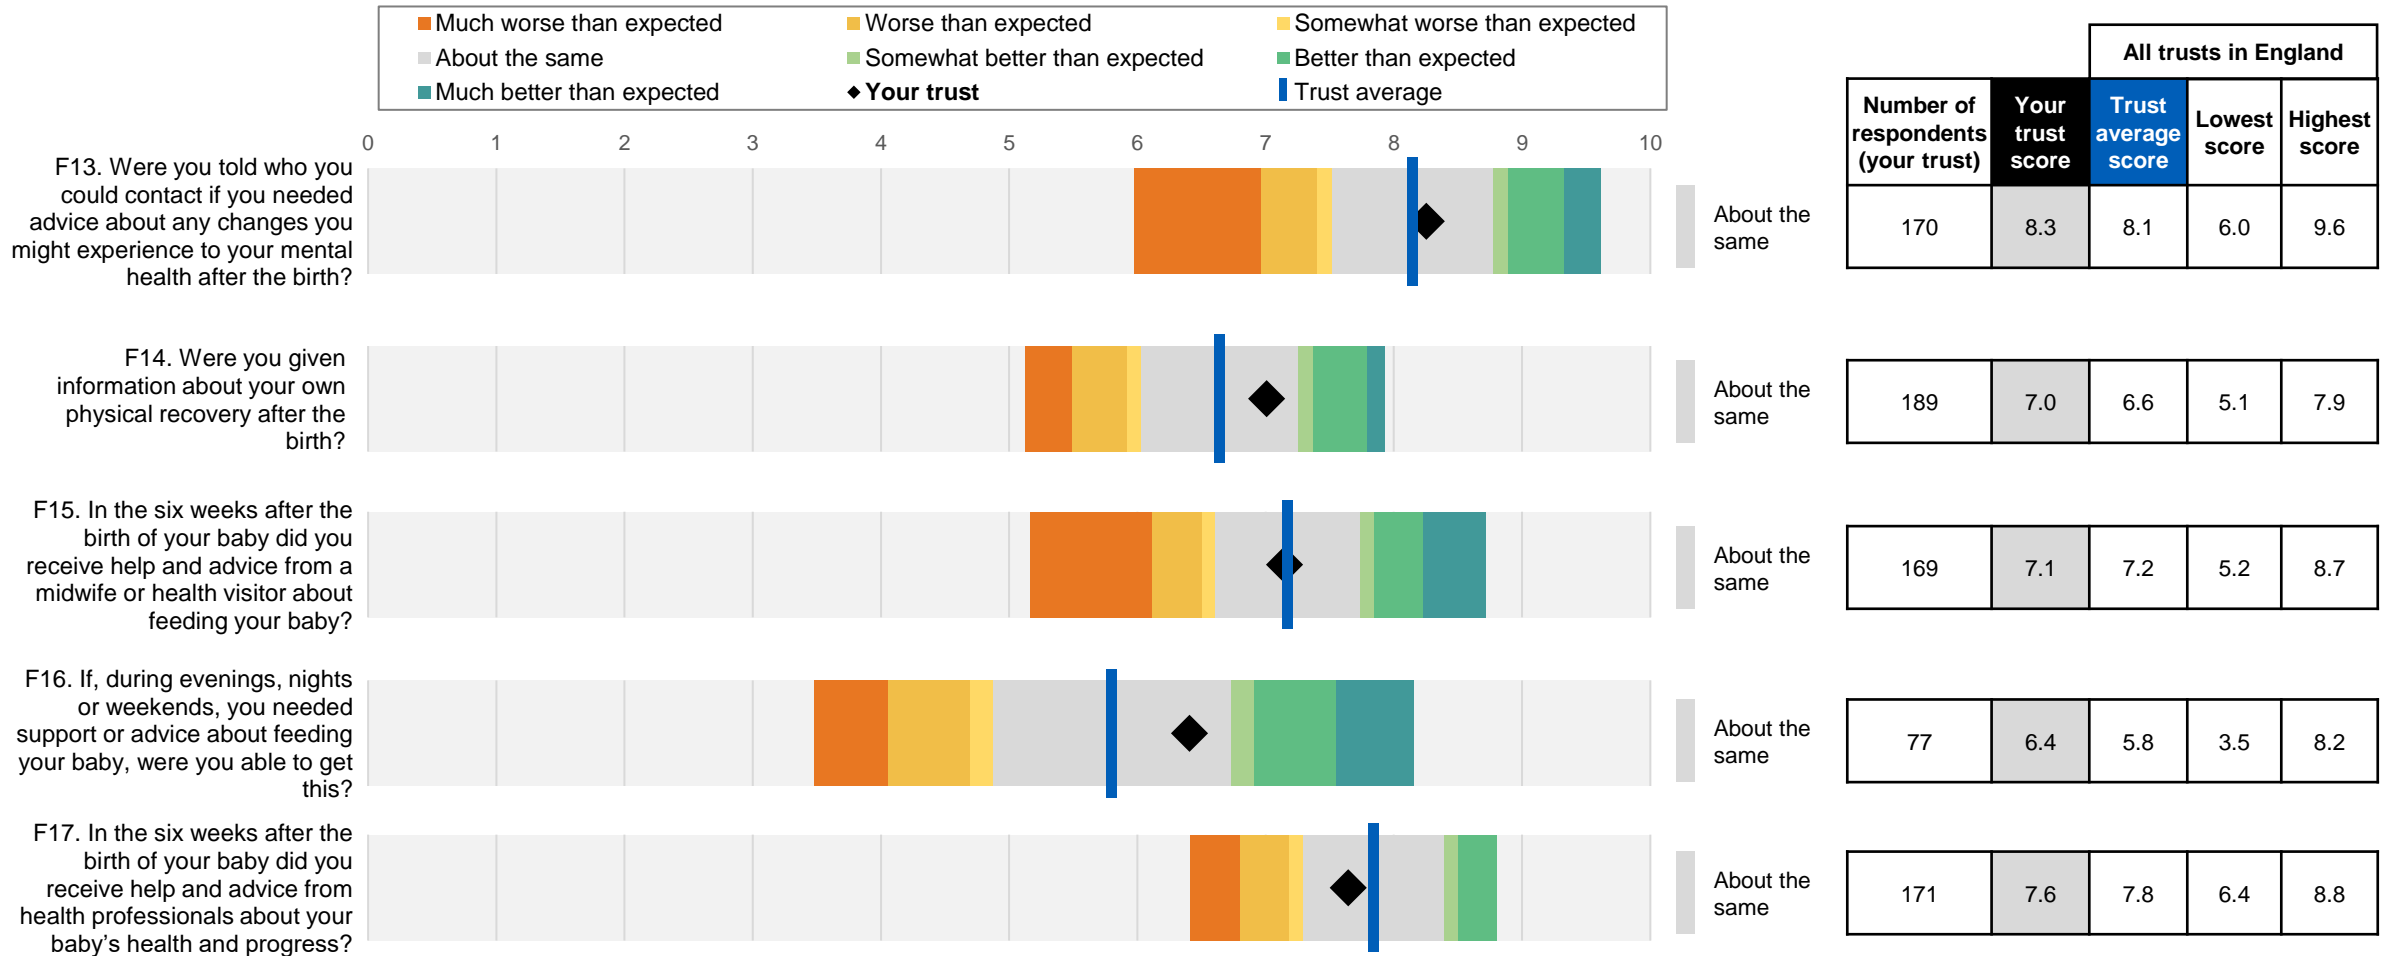 Much worse than expected
Worse than expected
Somewhat worse than expected
About the same
Somewhat better than expected
Better than expected
Much better than expected
Your trust
Trust average
All trusts in England
Number of
respondents
(your trust)
Your
trust
score
Trust
average
score
Lowest
score
Highest
score
0 1 2 3 4 5 6 7 8 9 10
F13. Were you told who you
could contact if you needed
advice about any changes you
might experience to your mental
health after the birth?
About the
same
170 8.3 8.1 6.0 9.6
F14. Were you given
information about your own
physical recovery after the
birth?
About the
same
189 7.0 6.6 5.1 7.9
F15. In the six weeks after the
birth of your baby did you
receive help and advice from a
midwife or health visitor about
feeding your baby?
About the
same
169 7.1 7.2 5.2 8.7
F16. If, during evenings, nights
or weekends, you needed
support or advice about feeding
your baby, were you able to get
this?
About the
same
77 6.4 5.8 3.5 8.2
F17. In the six weeks after the
birth of your baby did you
receive help and advice from
health professionals about your
baby’s health and progress?
About the
same
171 7.6 7.8 6.4 8.8